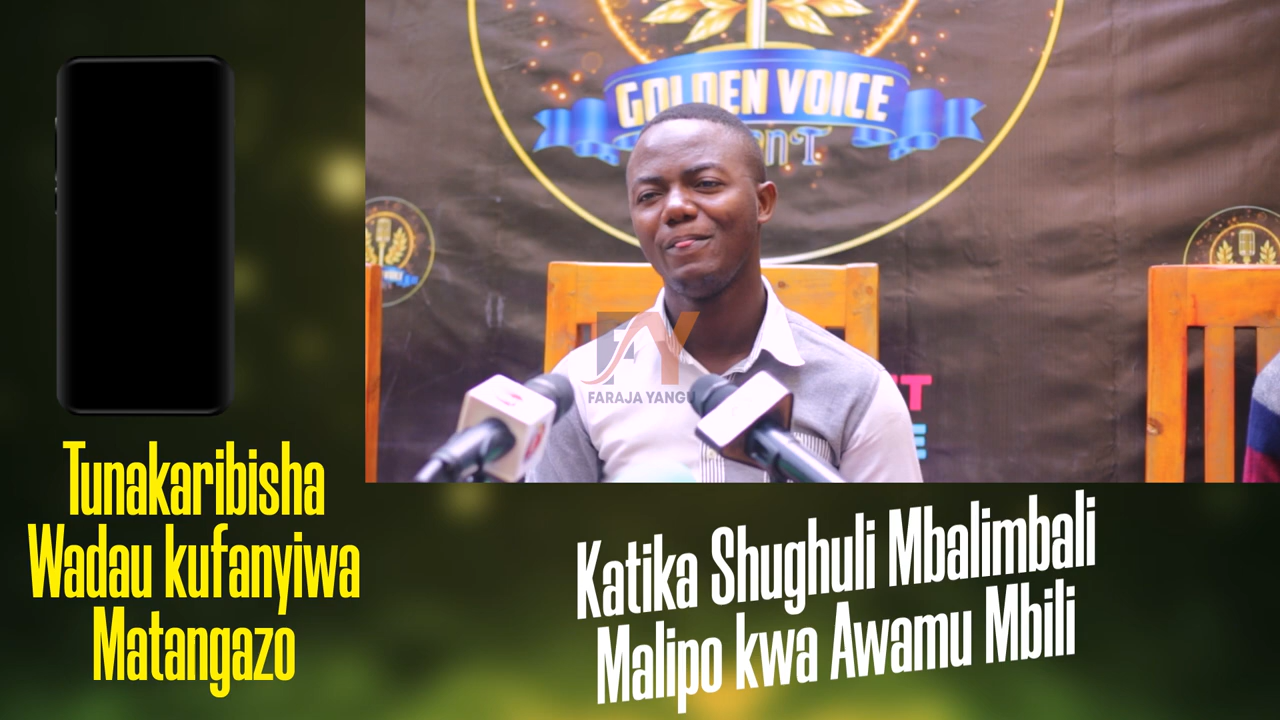 GOLDEN VOICE
FARAJA YANGU
Tunakaribisha
Wadau kufanyiwa
Matangazo
Katika Shughuli Mbalimbali
Malipo kwa Awamu Mbili